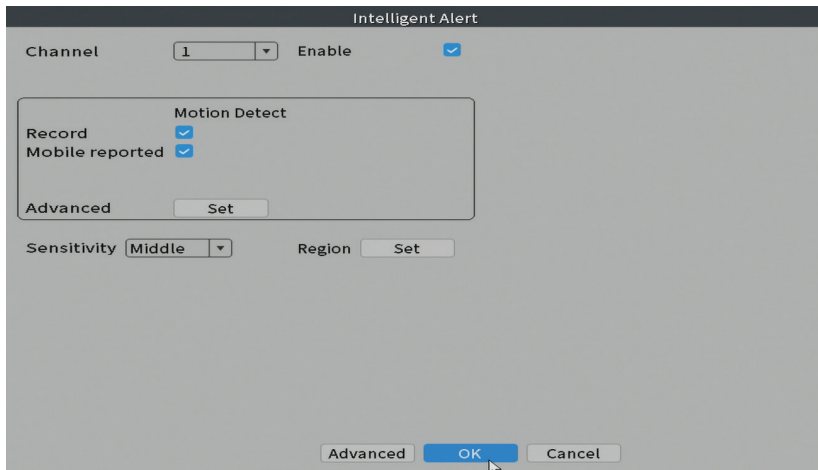 Intelligent Alert
Channel 1 Enable
Motion Detect
Record
Mobile reported
Advanced Set
Sensitivity Middle Region Set
Advanced OK Cancel